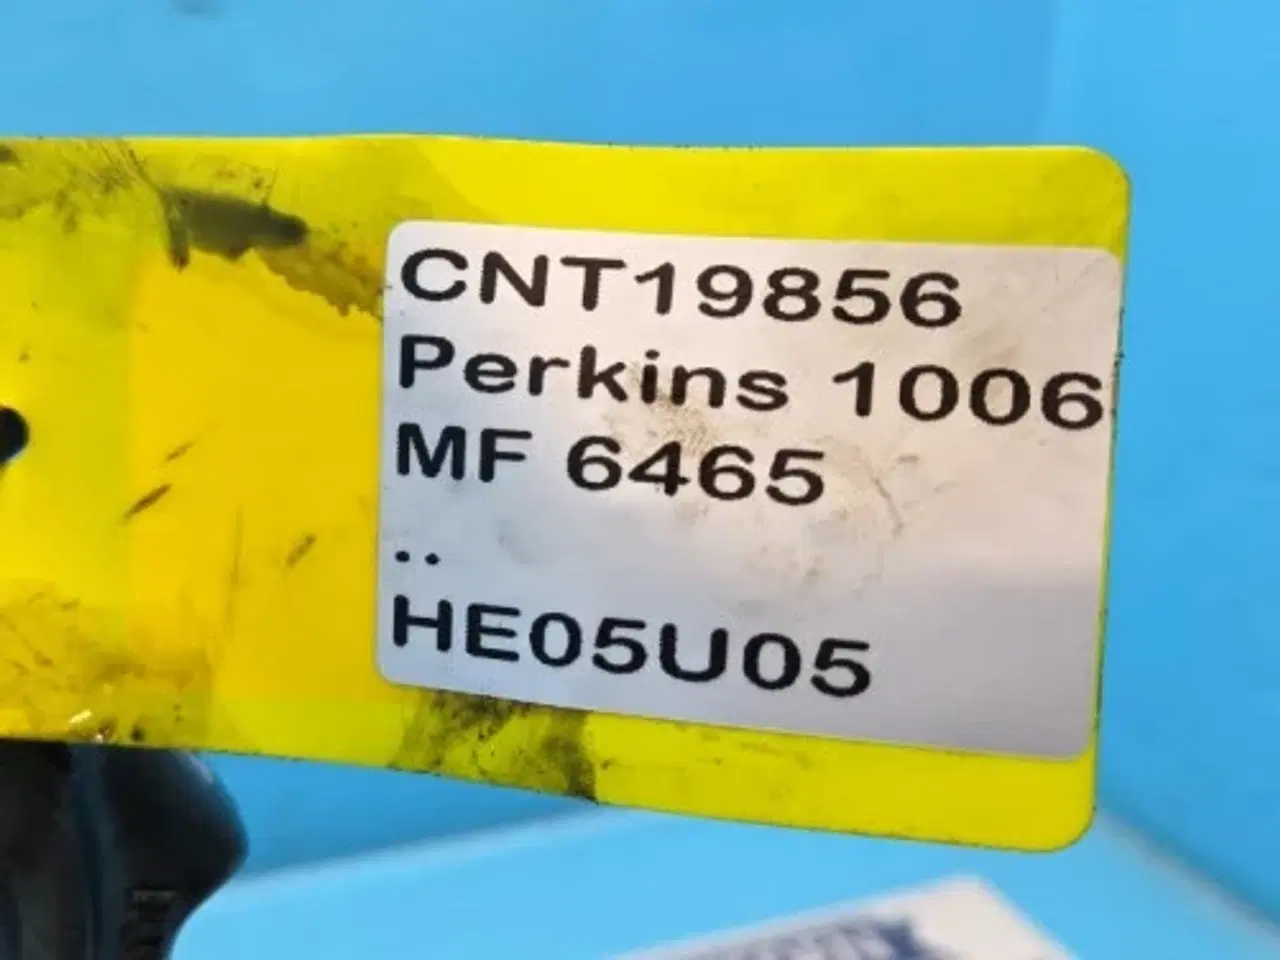 CNT19856
Perkins 1006
MF 6465
..
HE05U05